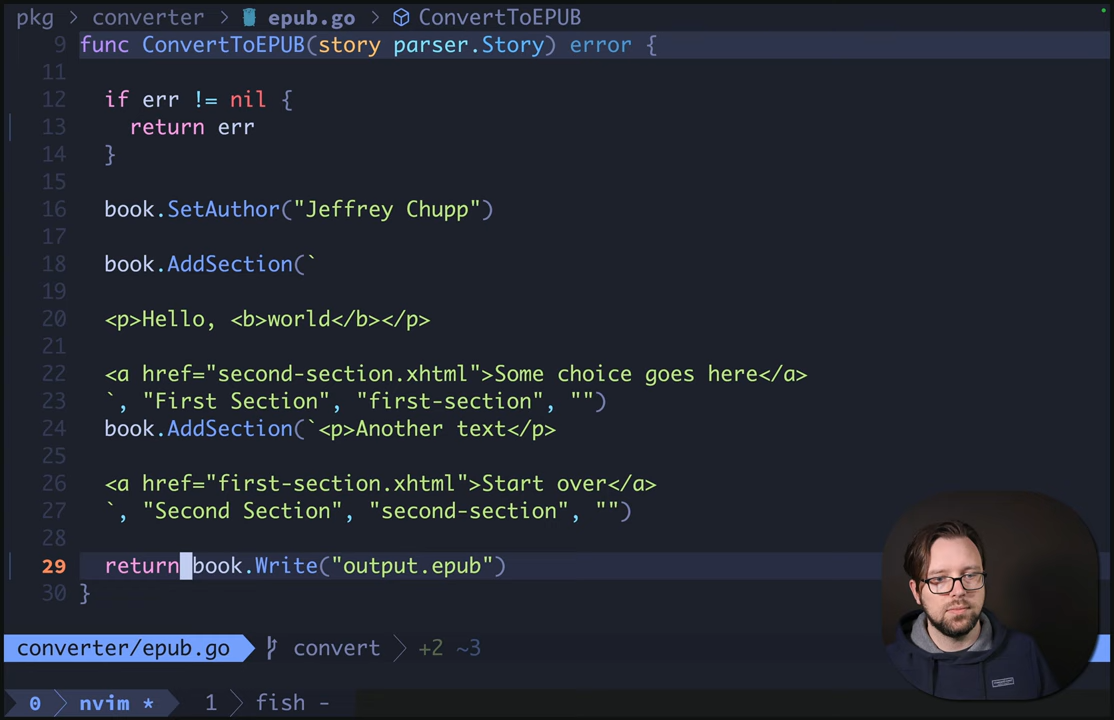 pkg > converter > epub.go > ConvertToEPUB
9 func ConvertToEPUB(story parser.Story) error {
11
12 if err != nil {
13 return err
14 }
15
16 book.SetAuthor("Jeffrey Chupp")
17
18 book.AddSection(`
19
20 <p>Hello, <b>world</b></p>
21
22 <a href="second-section.xhtml">Some choice goes here</a>
23 `, "First Section", "first-section", "")
24 book.AddSection(`<p>Another text</p>
25
26 <a href="first-section.xhtml">Start over</a>
27 `, "Second Section", "second-section", "")
28
29 return book.Write("output.epub")
30 }
converter/epub.go convert +2 ~3
0 nvim * 1 fish -